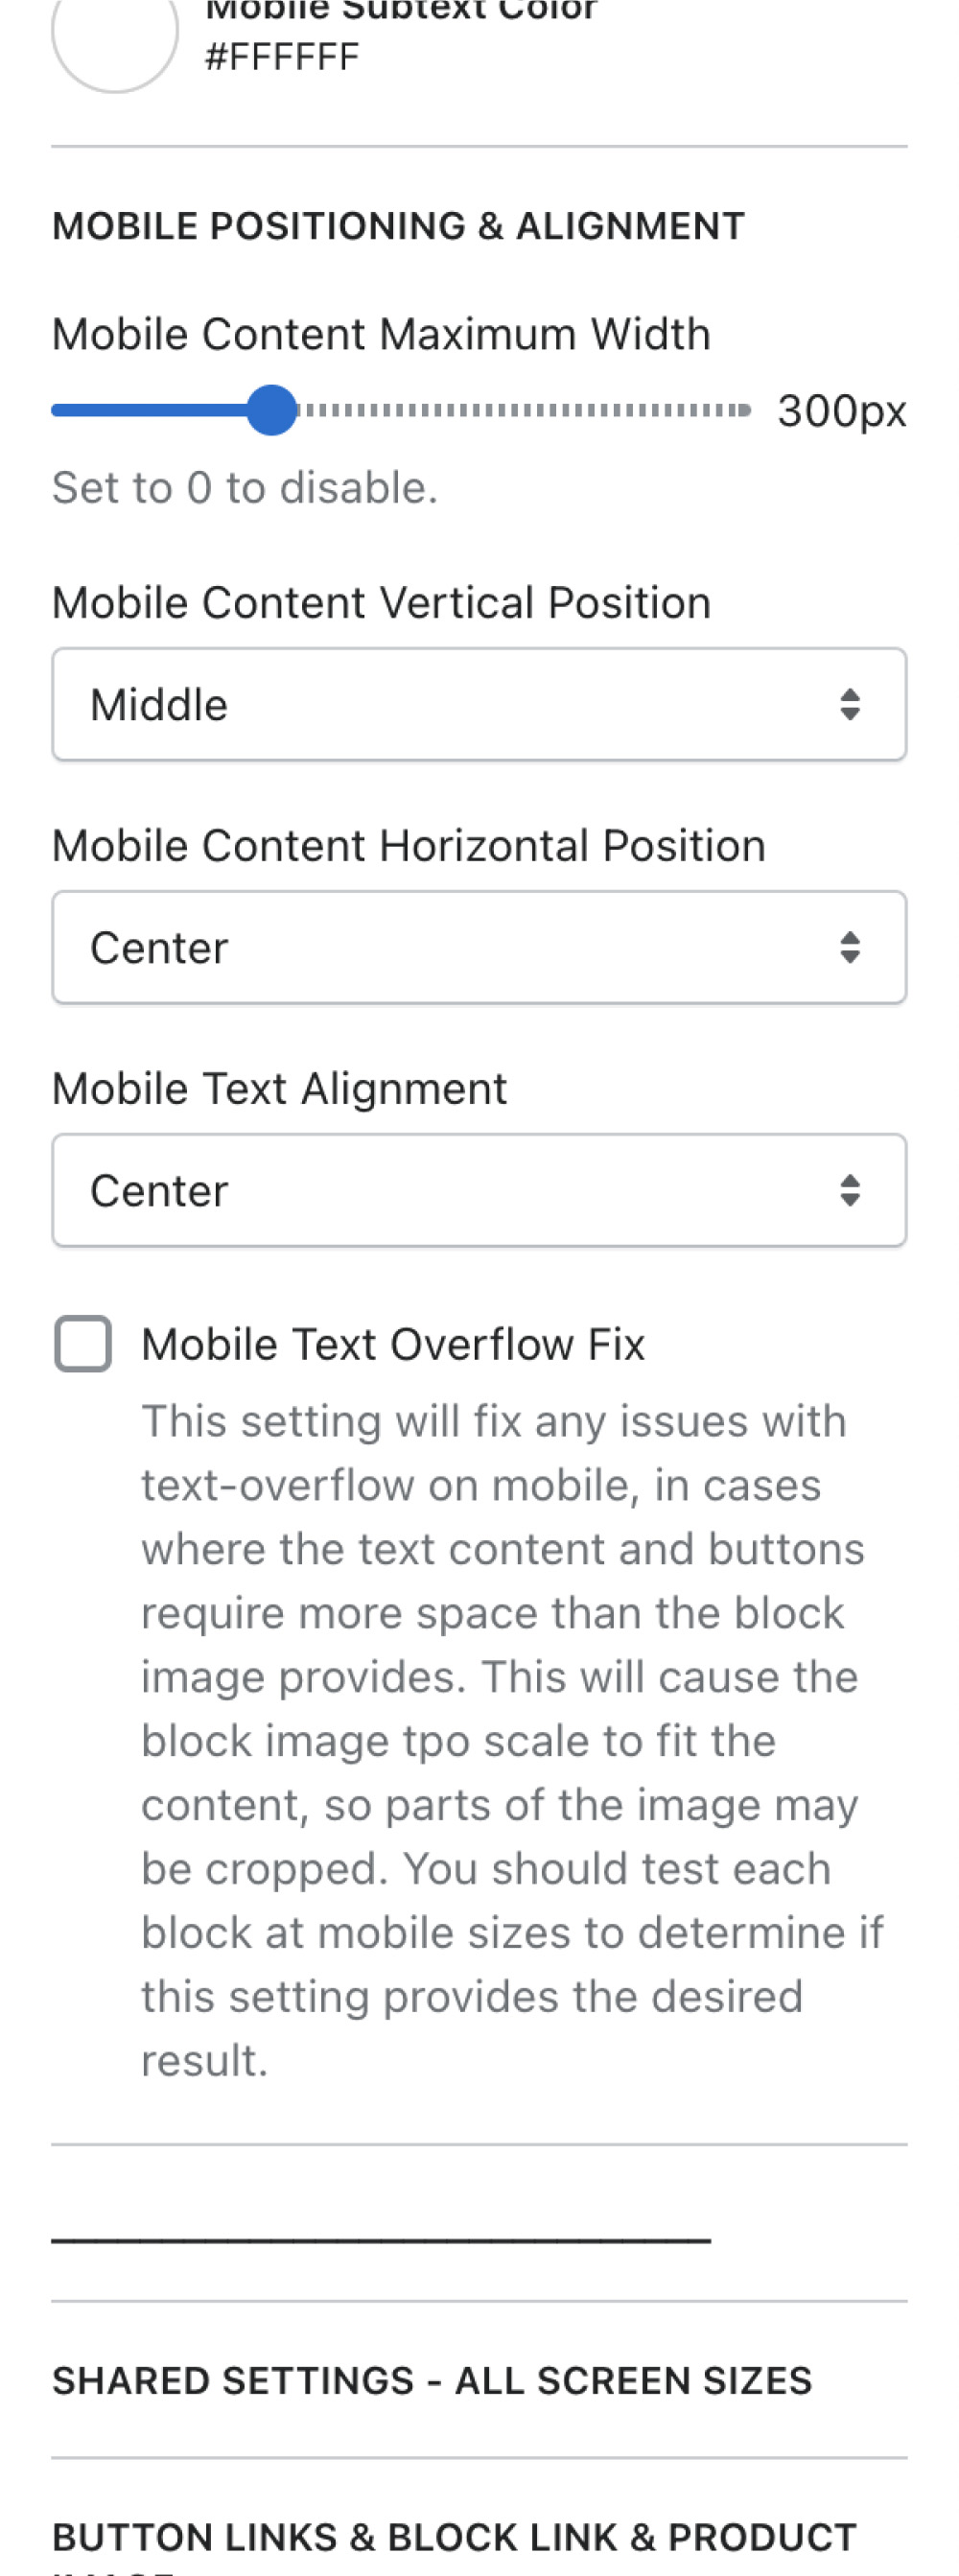 Mobile Subtext Color
#FFFFFF
MOBILE POSITIONING & ALIGNMENT
Mobile Content Maximum Width
300px
Set to 0 to disable.
Mobile Content Vertical Position
Middle
Mobile Content Horizontal Position
Center
Mobile Text Alignment
Center
Mobile Text Overflow Fix
This setting will fix any issues with
text-overflow on mobile, in cases
where the text content and buttons
require more space than the block
image provides. This will cause the
block image tpo scale to fit the
content, so parts of the image may
be cropped. You should test each
block at mobile sizes to determine if
this setting provides the desired
result.
SHARED SETTINGS - ALL SCREEN SIZES
BUTTON LINKS & BLOCK LINK & PRODUCT